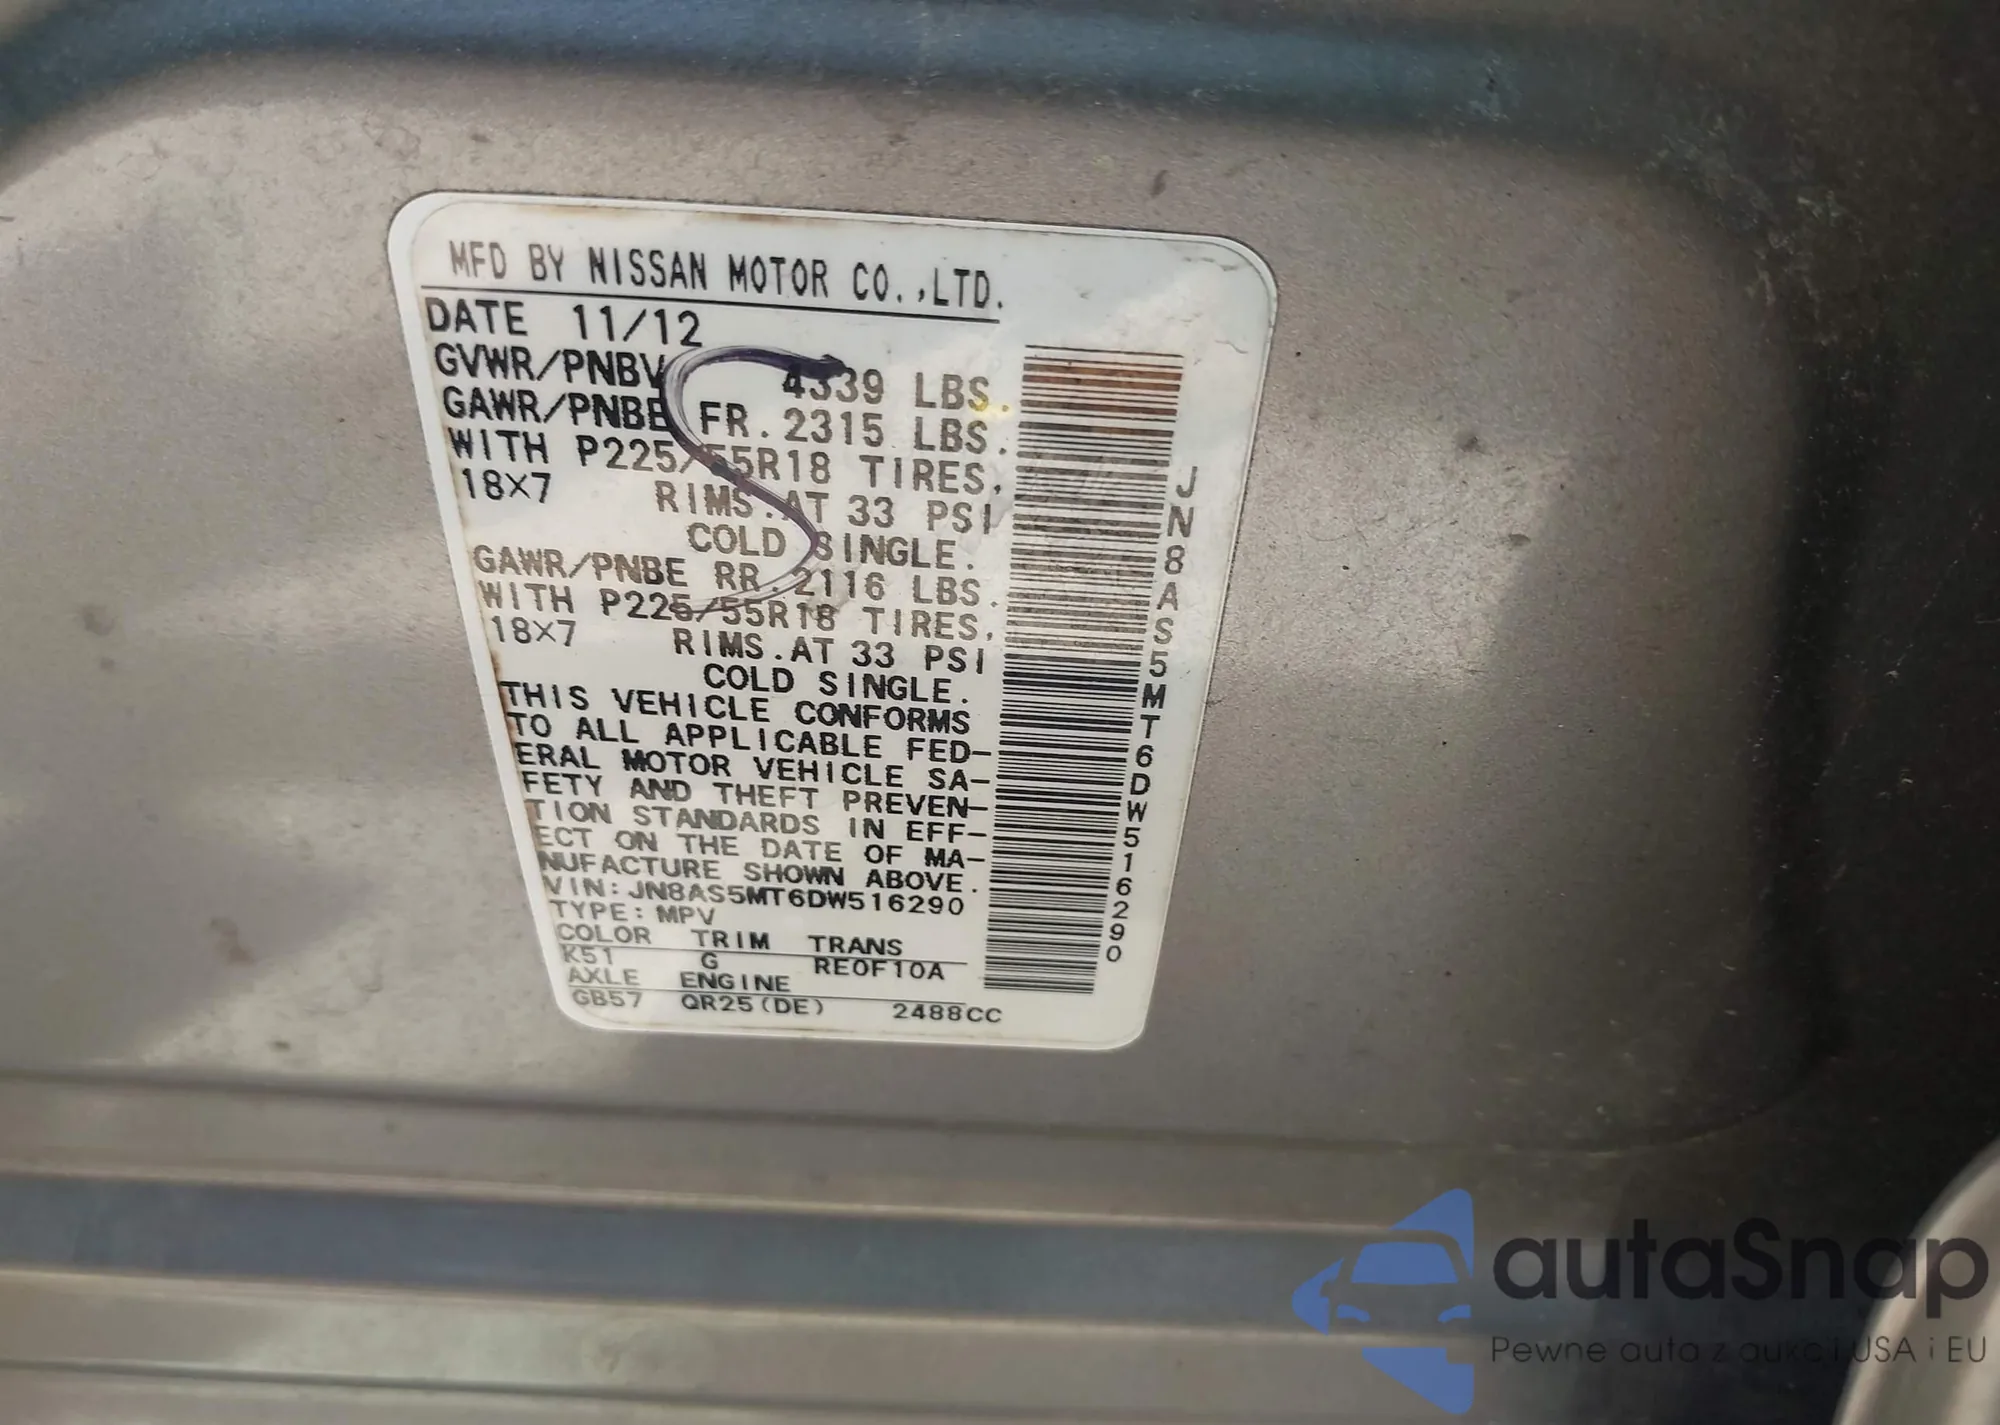 MFD BY NISSAN MOTOR CO.,LTD.
DATE 11/12
GVWR/PNBV 4339 LBS.
GAWR/PNBE FR.2315 LBS.
WITH P225/55R18 TIRES,
18×7 RIMS.AT 33 PSI
COLD SINGLE.
GAWR/PNBE RR.2116 LBS.
WITH P225/55R18 TIRES,
18×7 RIMS.AT 33 PSI
COLD SINGLE.
THIS VEHICLE CONFORMS
TO ALL APPLICABLE FED-
ERAL MOTOR VEHICLE SA-
FETY AND THEFT PREVEN-
TION STANDARDS IN EFF-
ECT ON THE DATE OF MA-
NUFACTURE SHOWN ABOVE.
VIN:JN8AS5MT6DW516290
TYPE:MPV
COLOR TRIM TRANS
K51 G RE0F10A
AXLE ENGINE
GB57 QR25(DE) 2488CC
JN8AS5MT6DW516290
autaSnap
Pewne auta z aukcji USA i EU